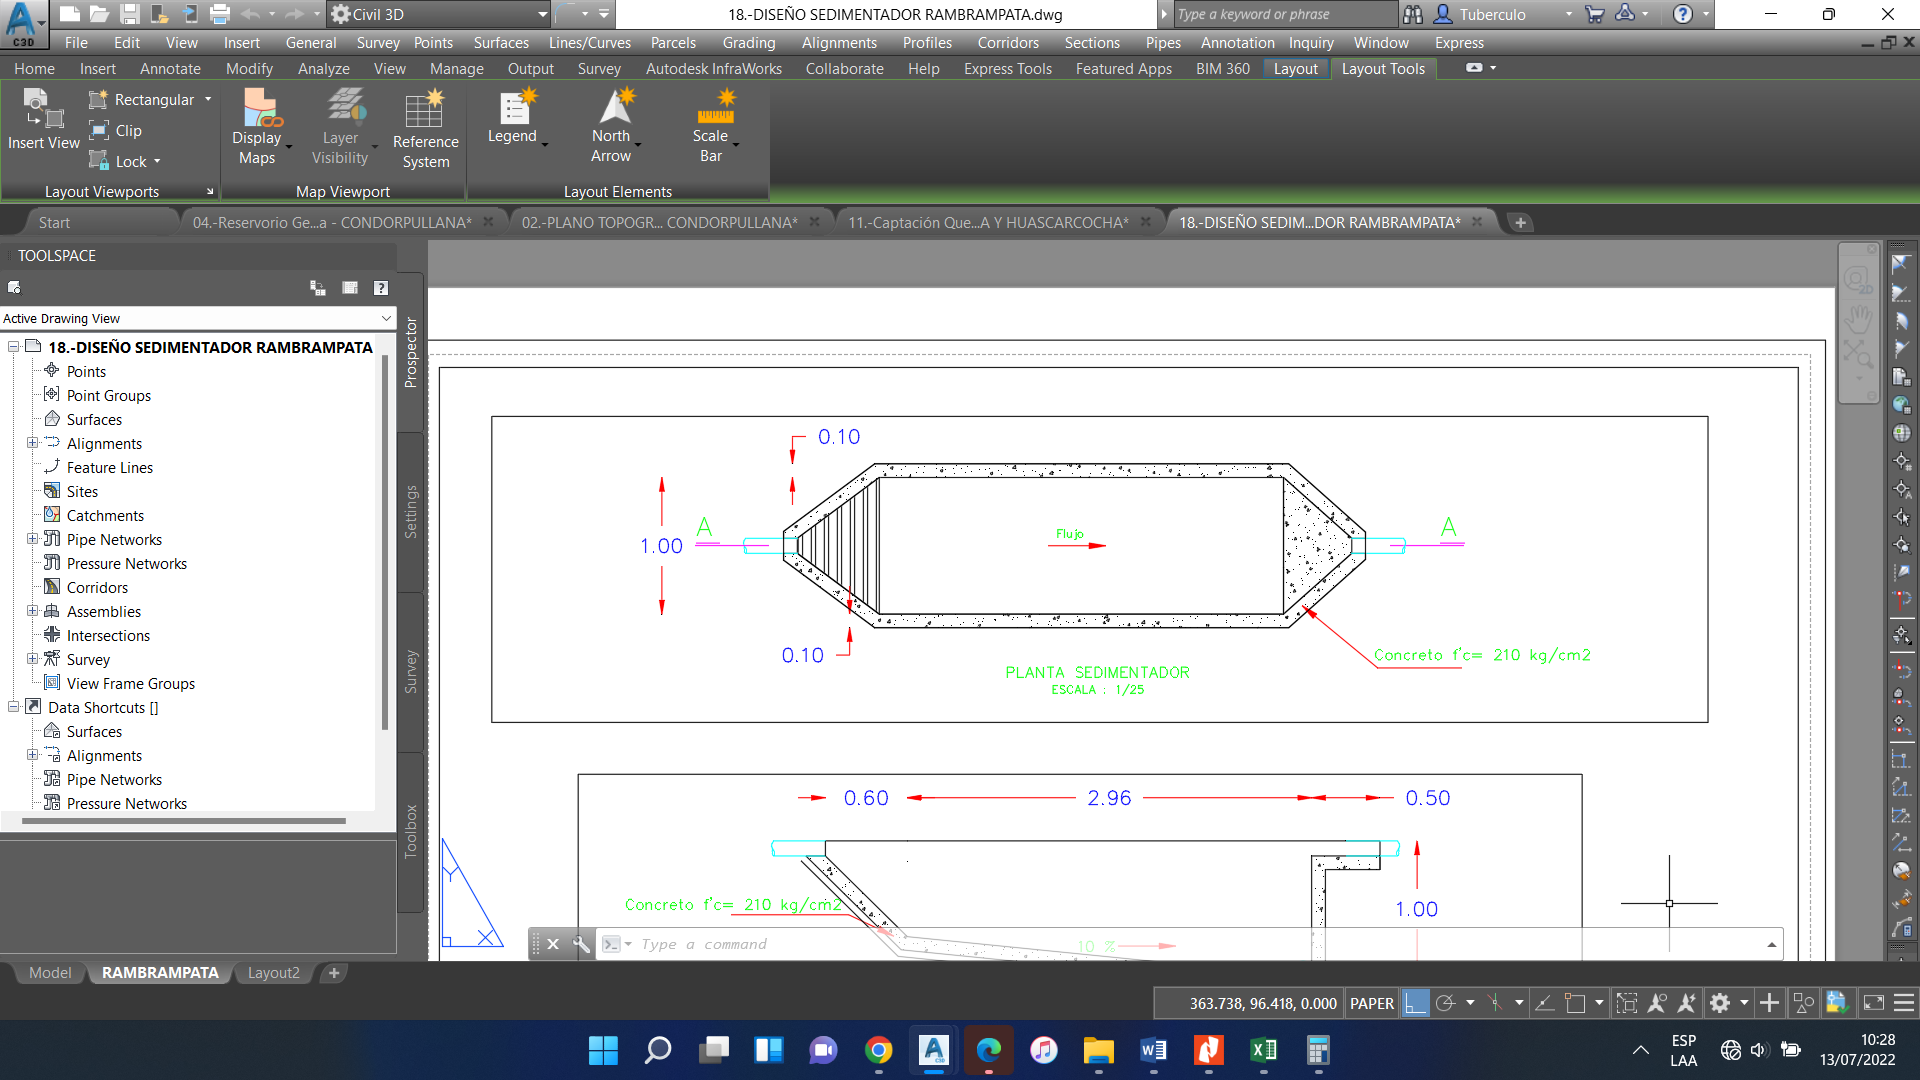 C3D
Civil 3D
18.-DISEÑO SEDIMENTADOR RAMBRAMPATA.dwg
Type a keyword or phrase
Tuberculo
File Edit View Insert General Survey Points Surfaces Lines/Curves Parcels Grading Alignments Profiles Corridors Sections Pipes Annotation Inquiry Window Express
Home Insert Annotate Modify Analyze View Manage Output Survey Autodesk InfraWorks Collaborate Help Express Tools Featured Apps BIM 360 Layout Layout Tools
Insert View
Rectangular
Clip
Lock
Display Maps
Layer Visibility
Reference System
Legend
North Arrow
Scale Bar
Layout Viewports
Map Viewport
Layout Elements
Start
04.-Reservorio Ge...a - CONDORPULLANA*
02.-PLANO TOPOGR... CONDORPULLANA*
11.-Captación Que...A Y HUASCARCOCHA*
18.-DISEÑO SEDIM...DOR RAMBRAMPATA*
TOOLSPACE
Active Drawing View
18.-DISEÑO SEDIMENTADOR RAMBRAMPATA
Points
Point Groups
Surfaces
Alignments
Feature Lines
Sites
Catchments
Pipe Networks
Pressure Networks
Corridors
Assemblies
Intersections
Survey
View Frame Groups
Data Shortcuts []
Surfaces
Alignments
Pipe Networks
Pressure Networks
Prospector
Settings
Survey
Toolbox
0.10
A
A
1.00
Flujo
0.10
Concreto f'c= 210 kg/cm2
PLANTA SEDIMENTADOR
ESCALA : 1/25
0.60
2.96
0.50
Concreto f'c= 210 kg/cm2
1.00
10 %
Y
X
Type a command
Model
RAMBRAMPATA
Layout2
363.738, 96.418, 0.000
PAPER
ESP
LAA
10:28
13/07/2022